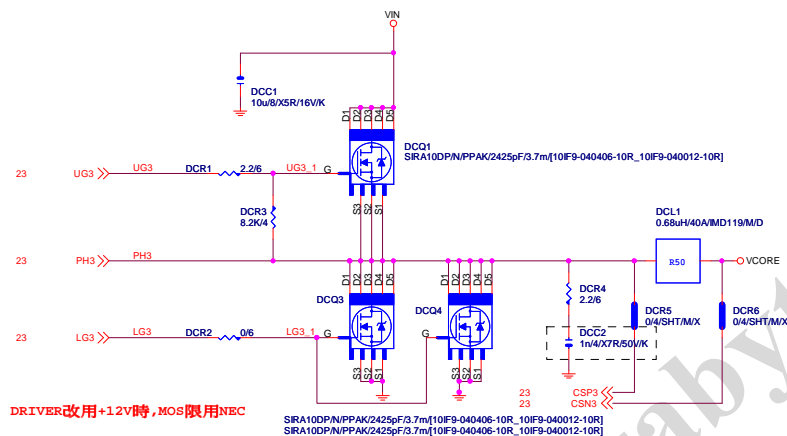 VIN
DCC1
10u/8/X5R/16V/K
D1
D2
D3
D4
D5
DCQ1
SIRA10DP/N/PPAK/2425pF/3.7m/[10IF9-040406-10R_10IF9-040012-10R]
23
UG3
UG3
DCR1
2.2/6
UG3_1
G
S3
S2
S1
DCR3
8.2K/4
DCL1
0.68uH/40A/IMD119/M/D
R50
VCORE
23
PH3
PH3
D1
D2
D3
D4
D5
D1
D2
D3
D4
D5
DCR4
2.2/6
DCQ3
DCQ4
DCR5
0/4/SHT/M/X
DCR6
0/4/SHT/M/X
23
LG3
LG3
DCR2
0/6
LG3_1
G
G
DCC2
1n/4/X7R/50V/K
S3
S2
S1
S3
S2
S1
23
CSP3
23
CSN3
DRIVER改用+12V時,MOS限用NEC
SIRA10DP/N/PPAK/2425pF/3.7m/[10IF9-040406-10R_10IF9-040012-10R]
SIRA10DP/N/PPAK/2425pF/3.7m/[10IF9-040406-10R_10IF9-040012-10R]